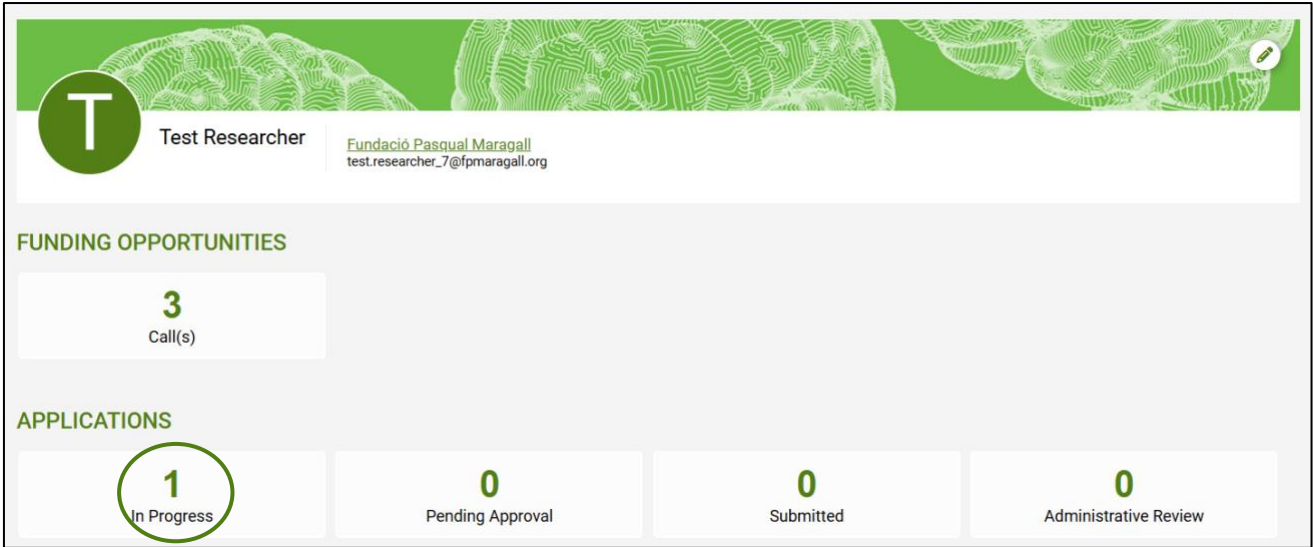 T
Test Researcher
Fundació Pasqual Maragall
test.researcher_7@fpmaragall.org
FUNDING OPPORTUNITIES
3
Call(s)
APPLICATIONS
1
In Progress
0
Pending Approval
0
Submitted
0
Administrative Review